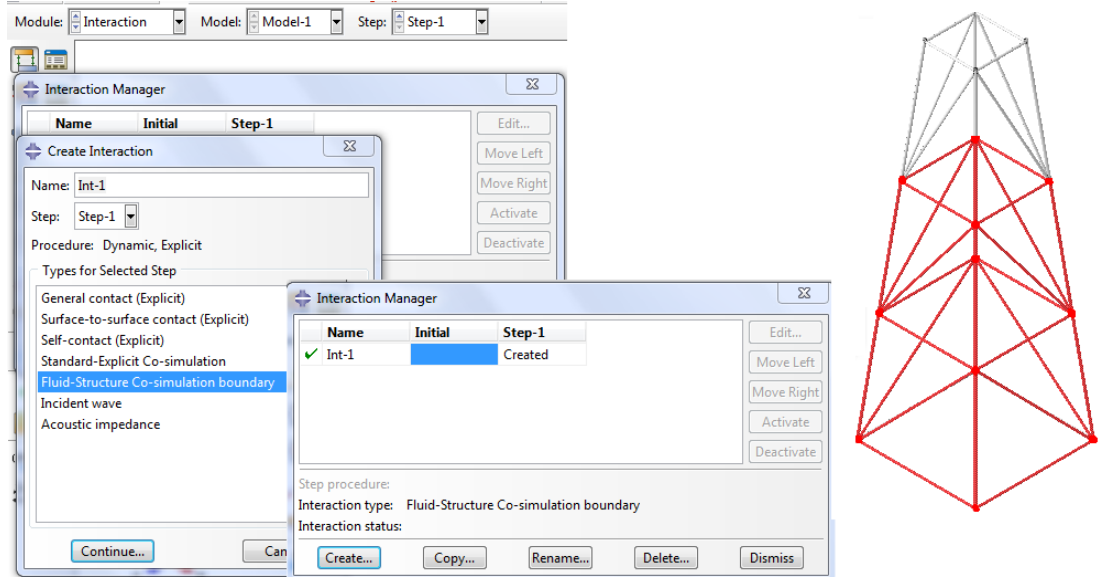 Module: Interaction Model: Model-1 Step: Step-1
Interaction Manager
Name Initial Step-1
Edit...
Move Left
Move Right
Activate
Deactivate
Create Interaction
Name: Int-1
Step: Step-1
Procedure: Dynamic, Explicit
Types for Selected Step
General contact (Explicit)
Surface-to-surface contact (Explicit)
Self-contact (Explicit)
Standard-Explicit Co-simulation
Fluid-Structure Co-simulation boundary
Incident wave
Acoustic impedance
Continue... Can
Interaction Manager
Name Initial Step-1
Int-1 Created
Edit...
Move Left
Move Right
Activate
Deactivate
Step procedure:
Interaction type: Fluid-Structure Co-simulation boundary
Interaction status:
Create... Copy... Rename... Delete... Dismiss